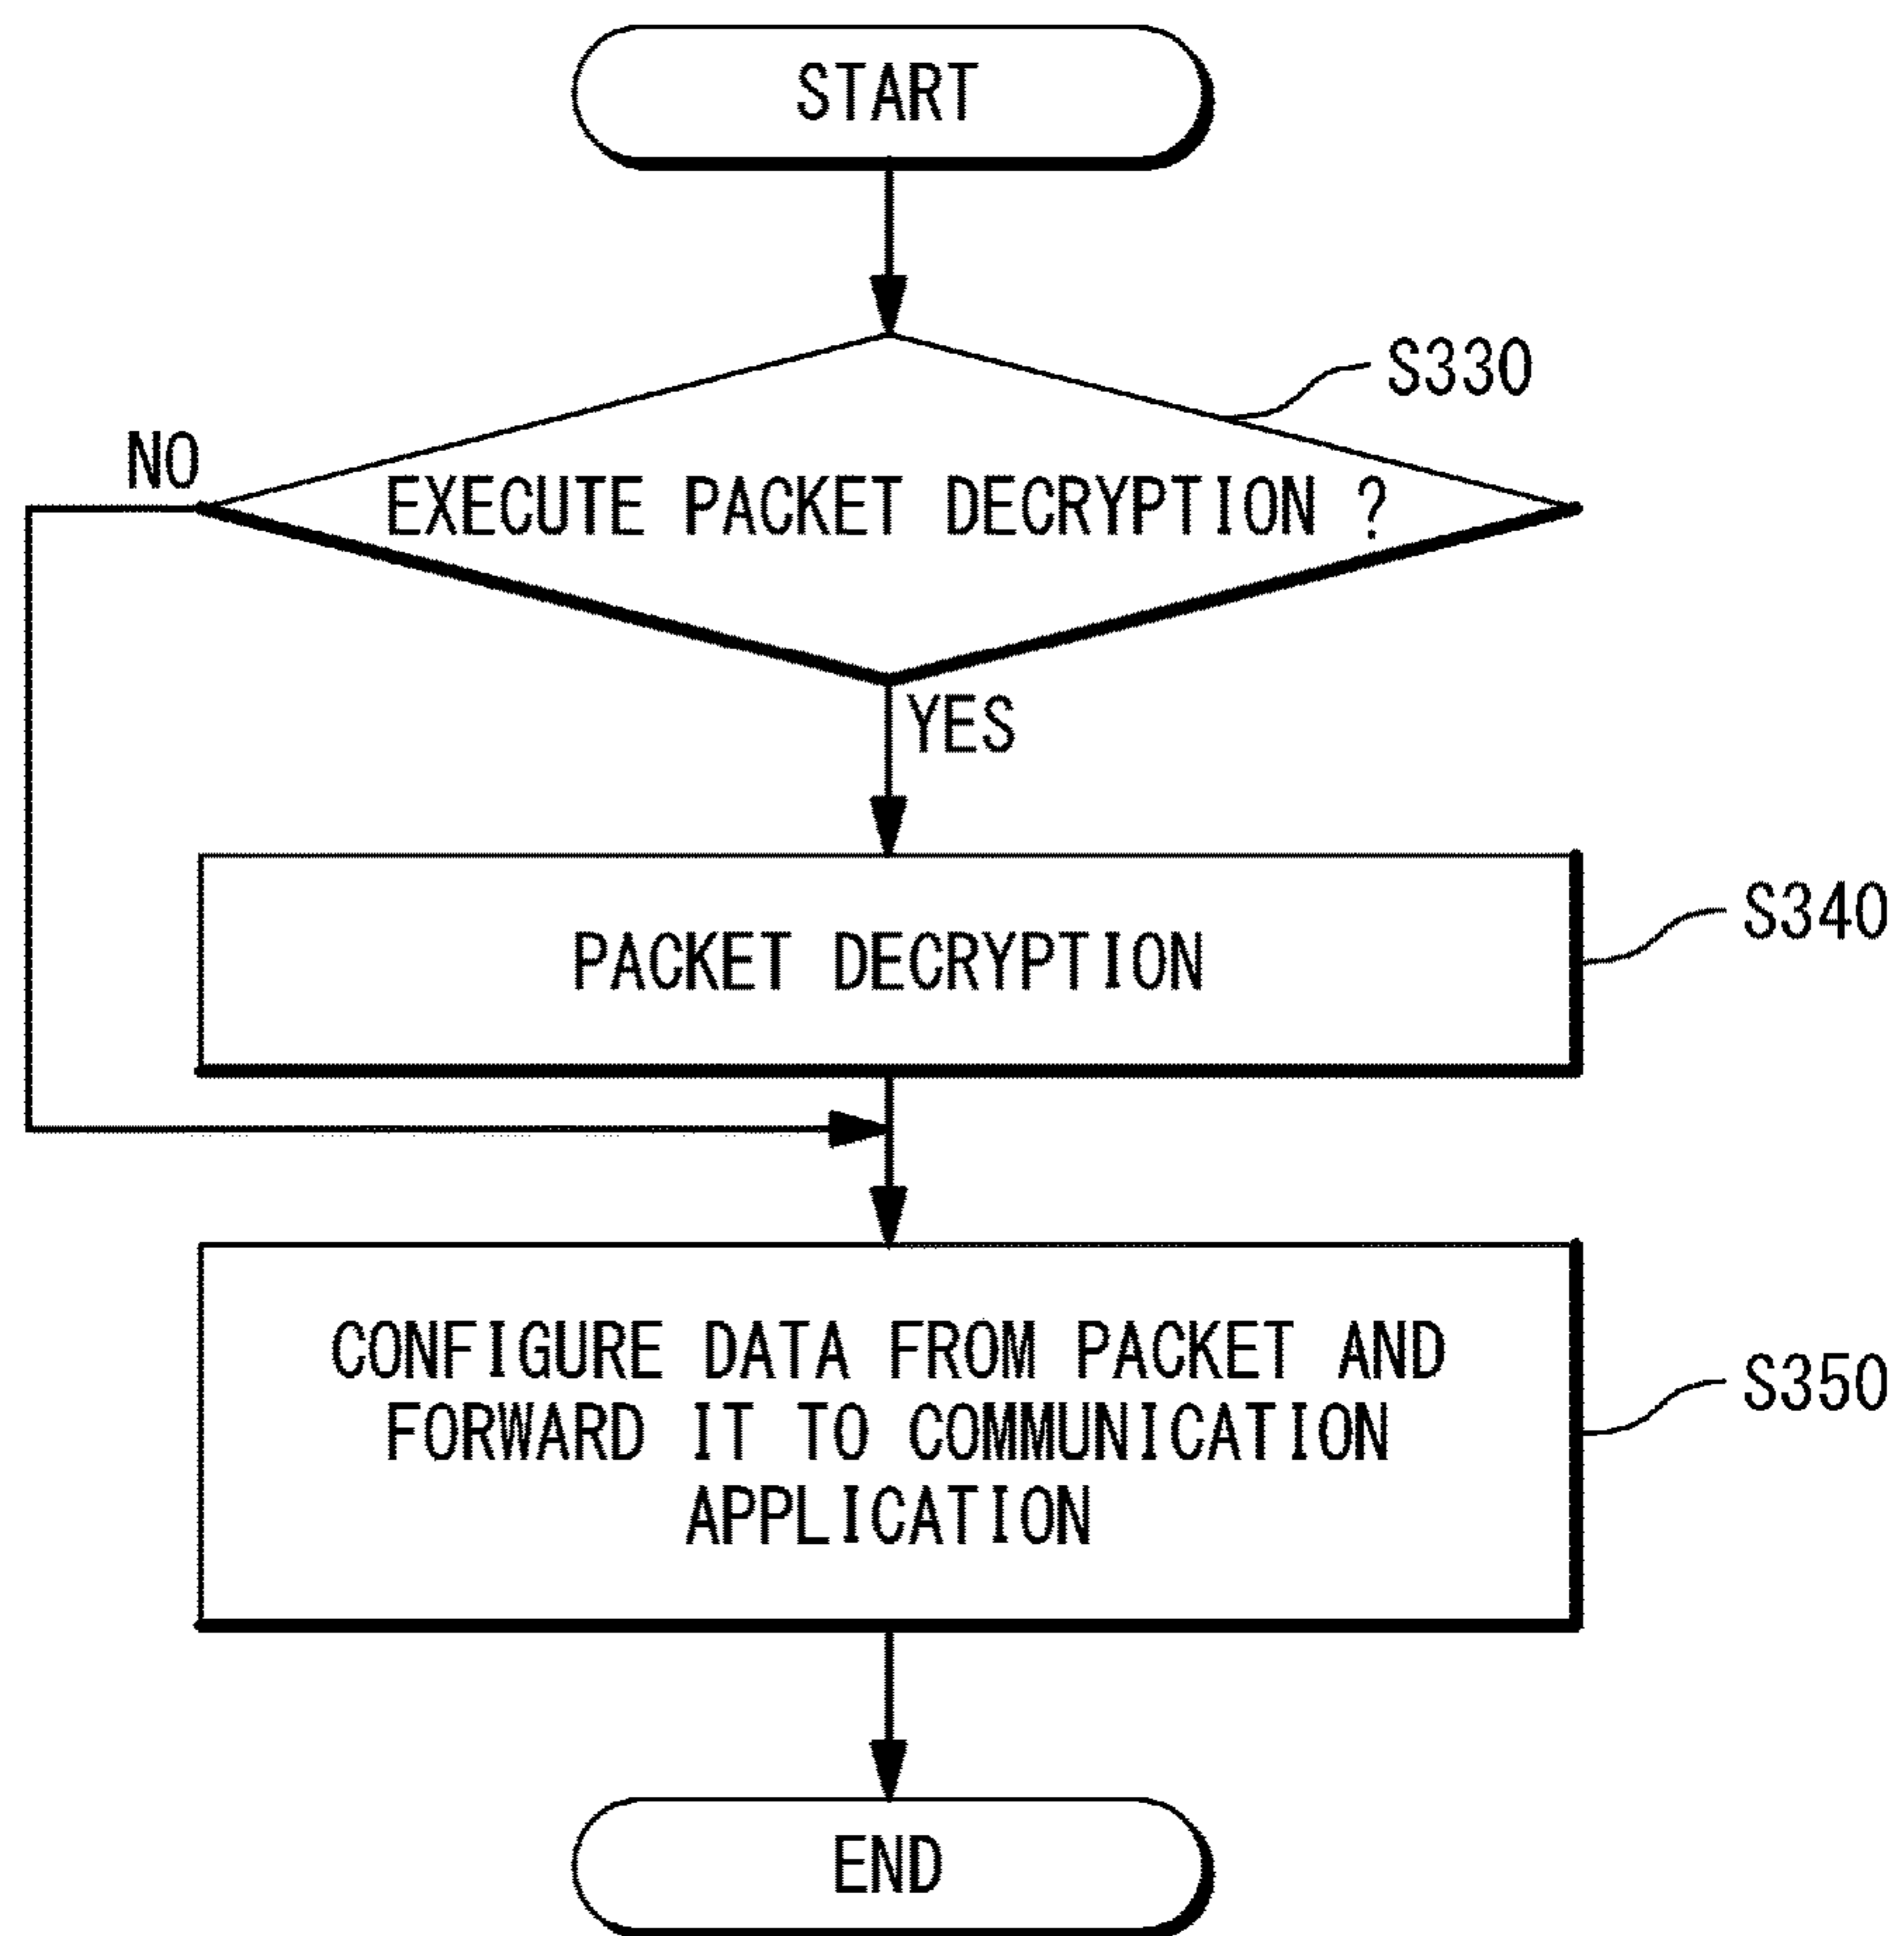 START
S330
NO
EXECUTE PACKET DECRYPTION ?
YES
S340
PACKET DECRYPTION
CONFIGURE DATA FROM PACKET AND
FORWARD IT TO COMMUNICATION
APPLICATION
S350
END